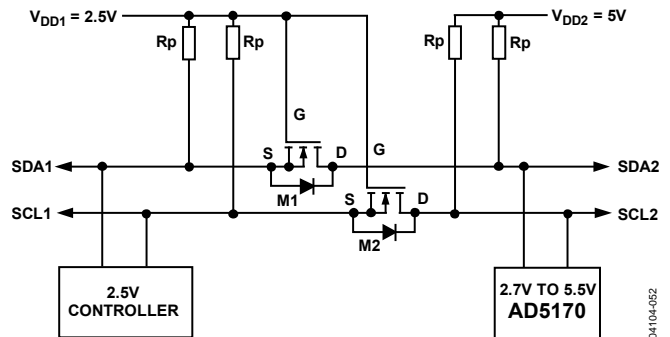 VDD1 = 2.5V
Rp
Rp
Rp
Rp
VDD2 = 5V
G
G
S
D
SDA1
SDA2
M1
S
D
SCL1
SCL2
M2
2.5V
CONTROLLER
2.7V TO 5.5V
AD5170
04104-052